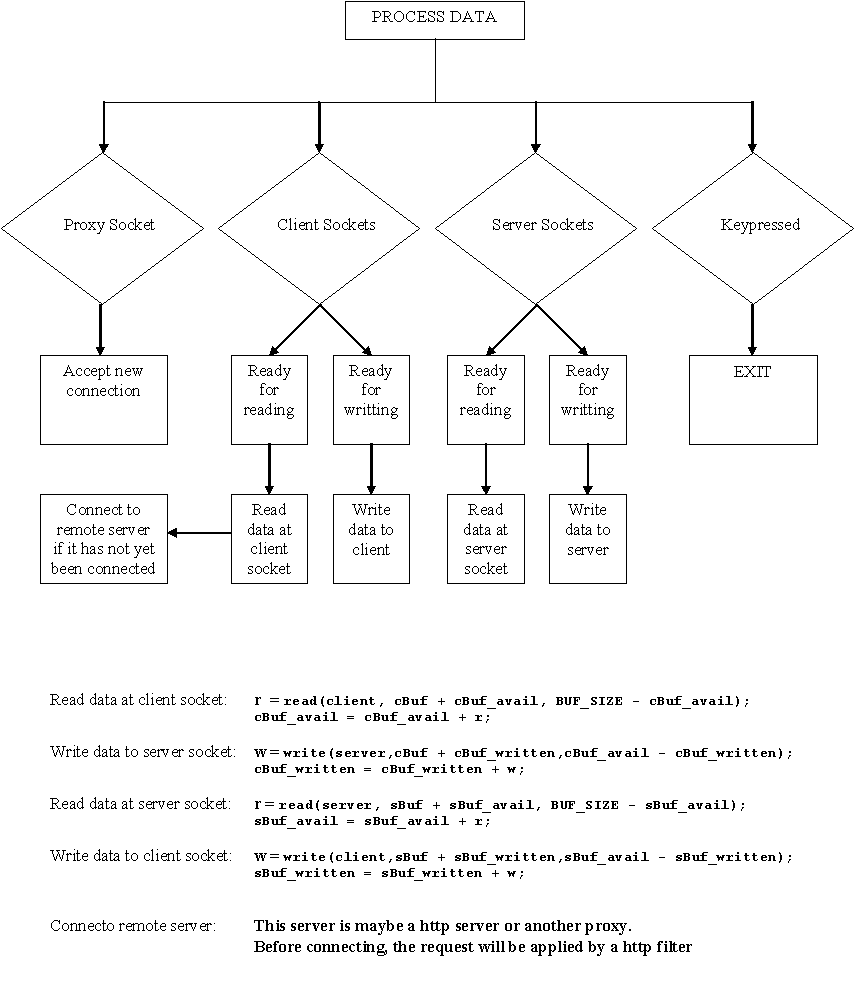 PROCESS DATA
Proxy Socket
Client Sockets
Server Sockets
Keypressed
Accept new
connection
Ready
for
reading
Ready
for
writting
Ready
for
reading
Ready
for
writting
EXIT
Connect to
remote server
if it has not yet
been connected
Read
data at
client
socket
Write
data to
client
Read
data at
server
socket
Write
data to
server
Read data at client socket: r = read(client, cBuf + cBuf_avail, BUF_SIZE - cBuf_avail);
cBuf_avail = cBuf_avail + r;
Write data to server socket: w=write(server,cBuf + cBuf_written,cBuf_avail - cBuf_written);
cBuf_written = cBuf_written + w;
Read data at server socket: r=read(server, sBuf + sBuf_avail, BUF_SIZE - sBuf_avail);
sBuf_avail = sBuf_avail + r;
Write data to client socket: w=write(client,sBuf + sBuf_written,sBuf_avail - sBuf_written);
sBuf_written = sBuf_written + w;
Connecto remote server: This server is maybe a http server or another proxy.
Before connecting, the request will be applied by a http filter